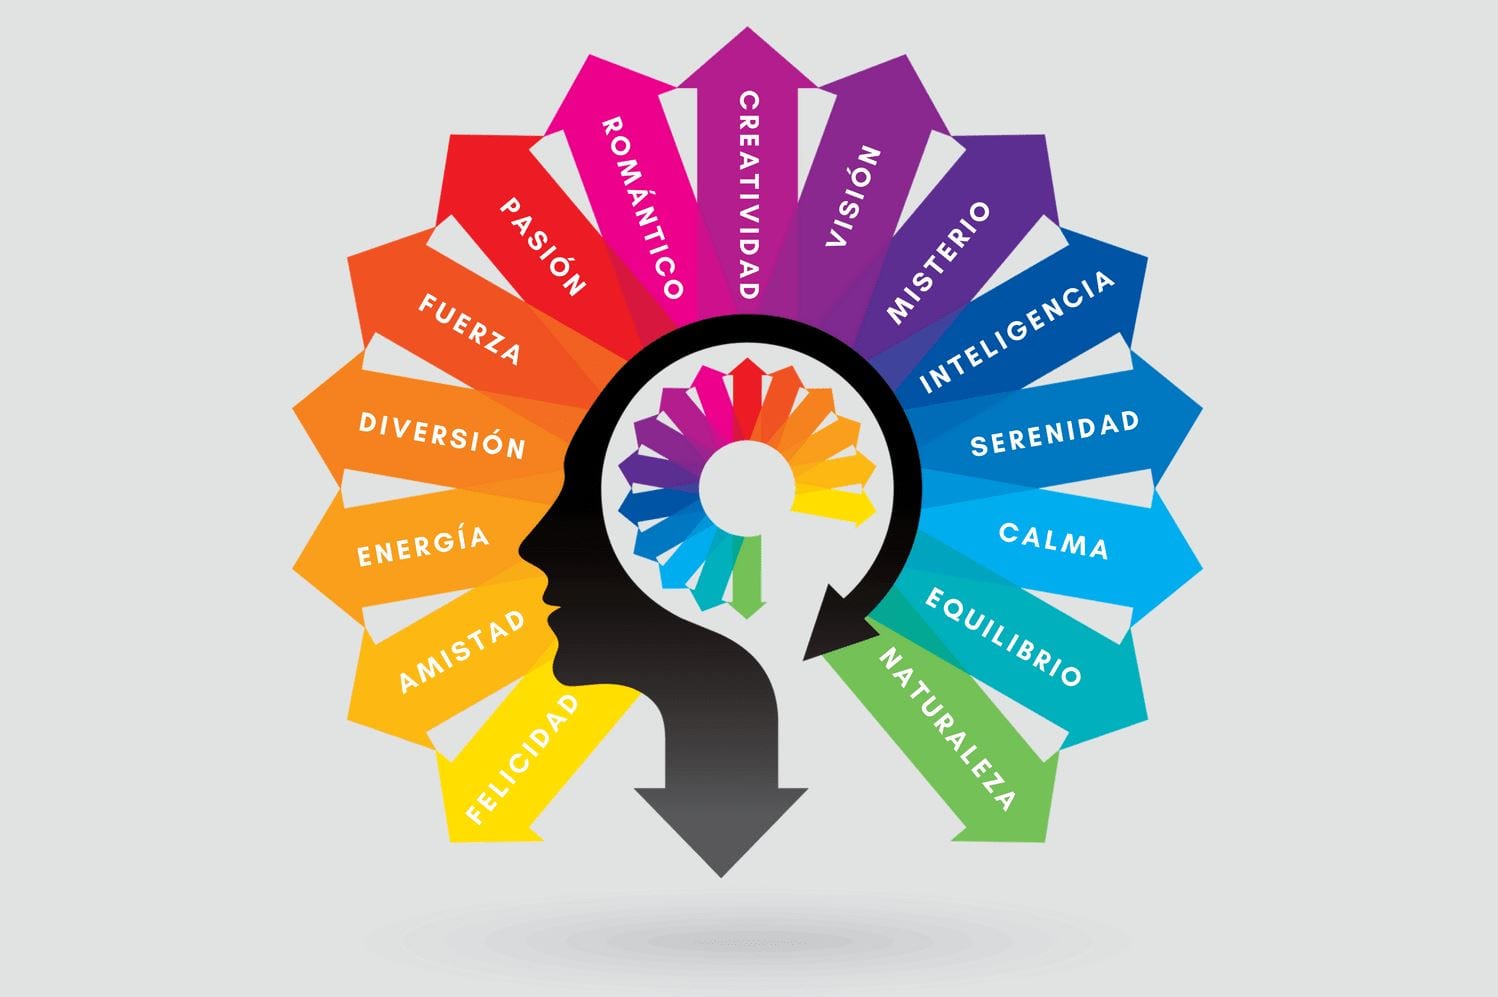 FELICIDAD
AMISTAD
ENERGÍA
DIVERSIÓN
FUERZA
PASIÓN
ROMÁNTICO
CREATIVIDAD
VISIÓN
MISTERIO
INTELIGENCIA
SERENIDAD
CALMA
EQUILIBRIO
NATURALEZA